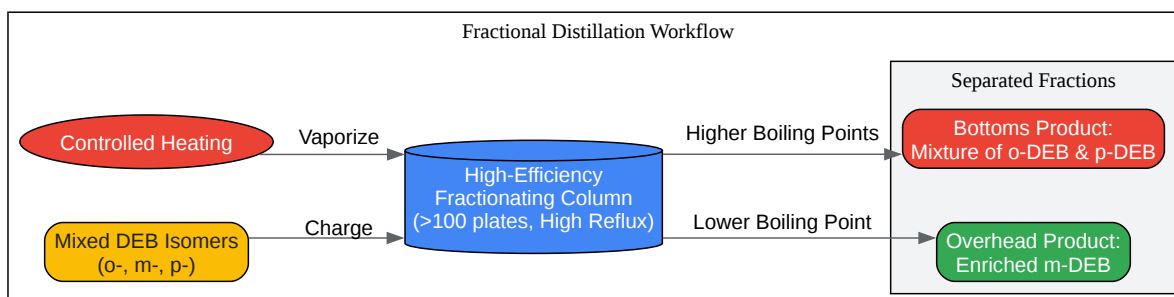 Fractional Distillation Workflow
Separated Fractions
Controlled Heating
Vaporize
Higher Boiling Points
Bottoms Product:
Mixture of o-DEB & p-DEB
High-Efficiency
Fractionating Column
(>100 plates, High Reflux)
Mixed DEB Isomers
(o-, m-, p-)
Charge
Lower Boiling Point
Overhead Product:
Enriched m-DEB